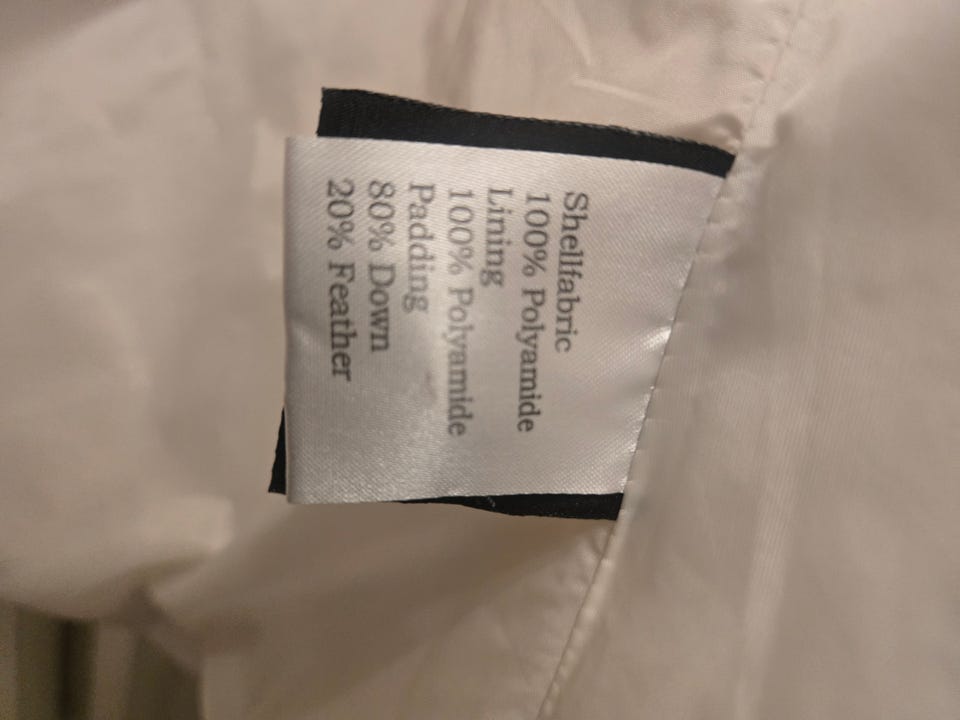 Shellfabric
100% Polyamide
Lining
100% Polyamide
Padding
80% Down
20% Feather